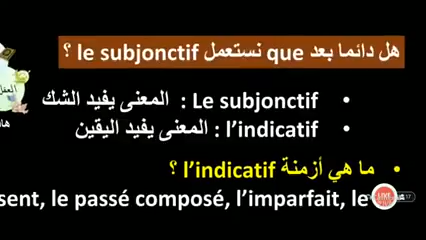 هل دائما بعد que نستعمل le subjonctif ؟
• Le subjonctif : المعنى يفيد الشك
• l’indicatif : المعنى يفيد اليقين
• ما هي أزمنة l’indicatif ؟
sent, le passé composé, l’imparfait, le